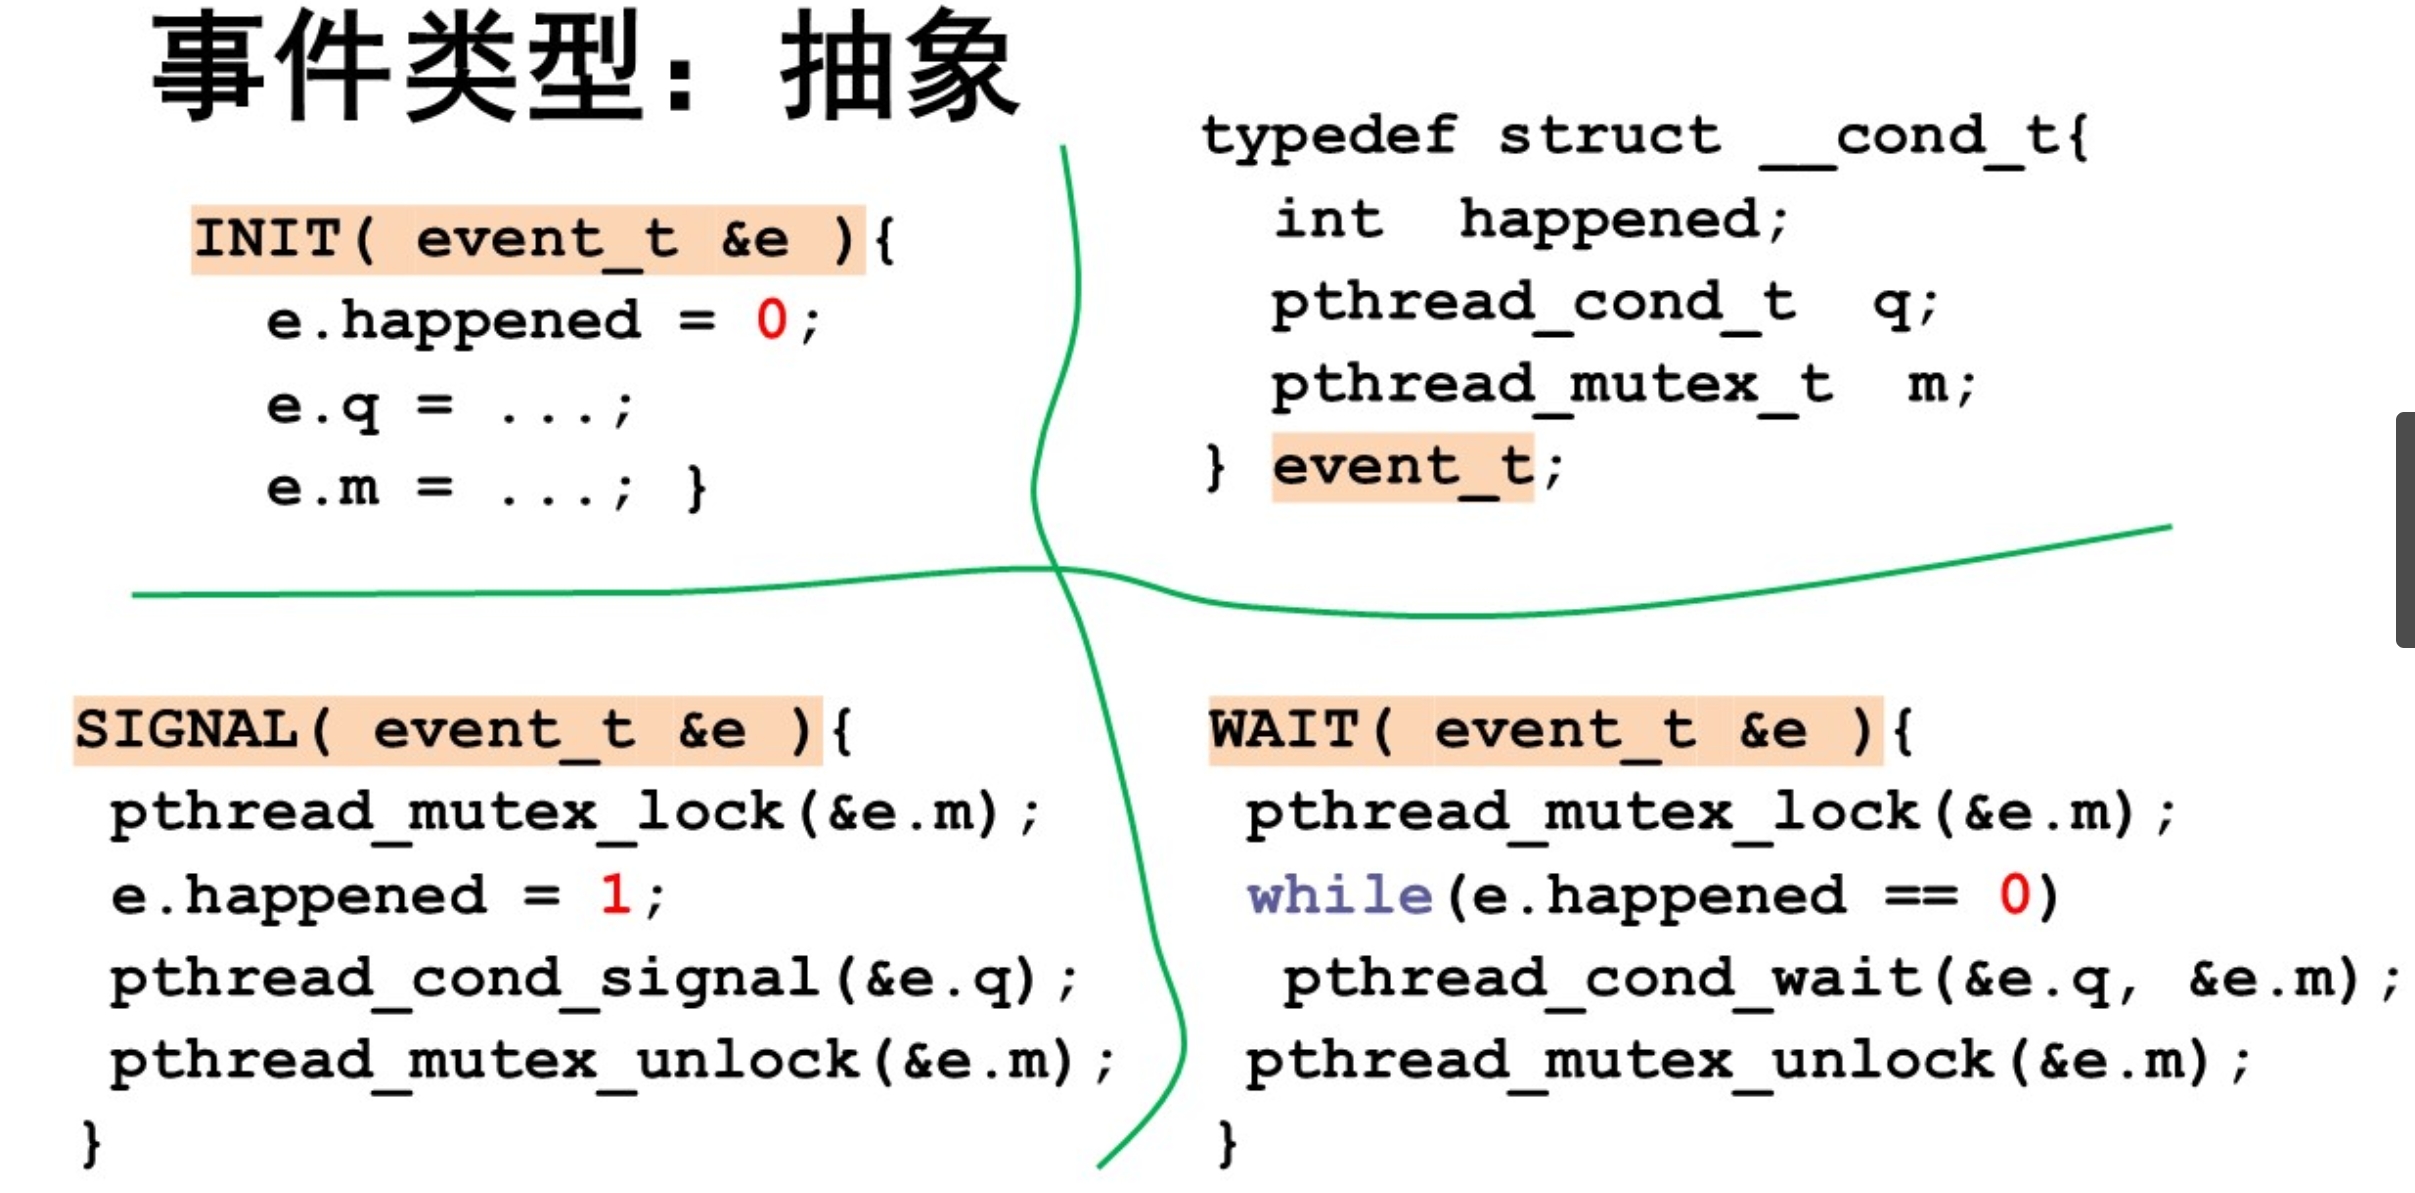 事件类型：抽象
INIT( event_t &e ){
e.happened = 0;
e.q = ...;
e.m = ...; }
typedef struct __cond_t{
int happened;
pthread_cond_t q;
pthread_mutex_t m;
} event_t;
SIGNAL( event_t &e ){
pthread_mutex_lock(&e.m);
e.happened = 1;
pthread_cond_signal(&e.q);
pthread_mutex_unlock(&e.m);
}
WAIT( event_t &e ){
pthread_mutex_lock(&e.m);
while(e.happened == 0)
pthread_cond_wait(&e.q, &e.m);
pthread_mutex_unlock(&e.m);
}